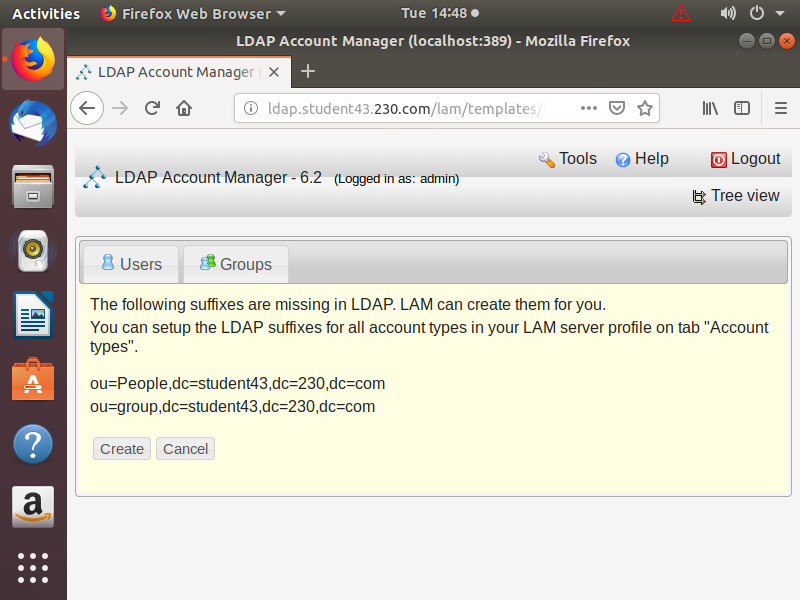 Activities
Firefox Web Browser
Tue 14:48
LDAP Account Manager (localhost:389) - Mozilla Firefox
LDAP Account Manager (
ldap.student43.230.com/lam/templates/
Tools
Help
Logout
LDAP Account Manager - 6.2 (Logged in as: admin)
Tree view
Users
Groups
The following suffixes are missing in LDAP. LAM can create them for you.
You can setup the LDAP suffixes for all account types in your LAM server profile on tab "Account
types".
ou=People,dc=student43,dc=230,dc=com
ou=group,dc=student43,dc=230,dc=com
Create
Cancel